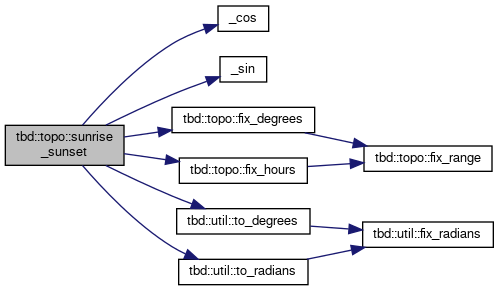 _cos
_sin
tbd::topo::sunrise
_sunset
tbd::topo::fix_degrees
tbd::topo::fix_range
tbd::topo::fix_hours
tbd::util::to_degrees
tbd::util::fix_radians
tbd::util::to_radians